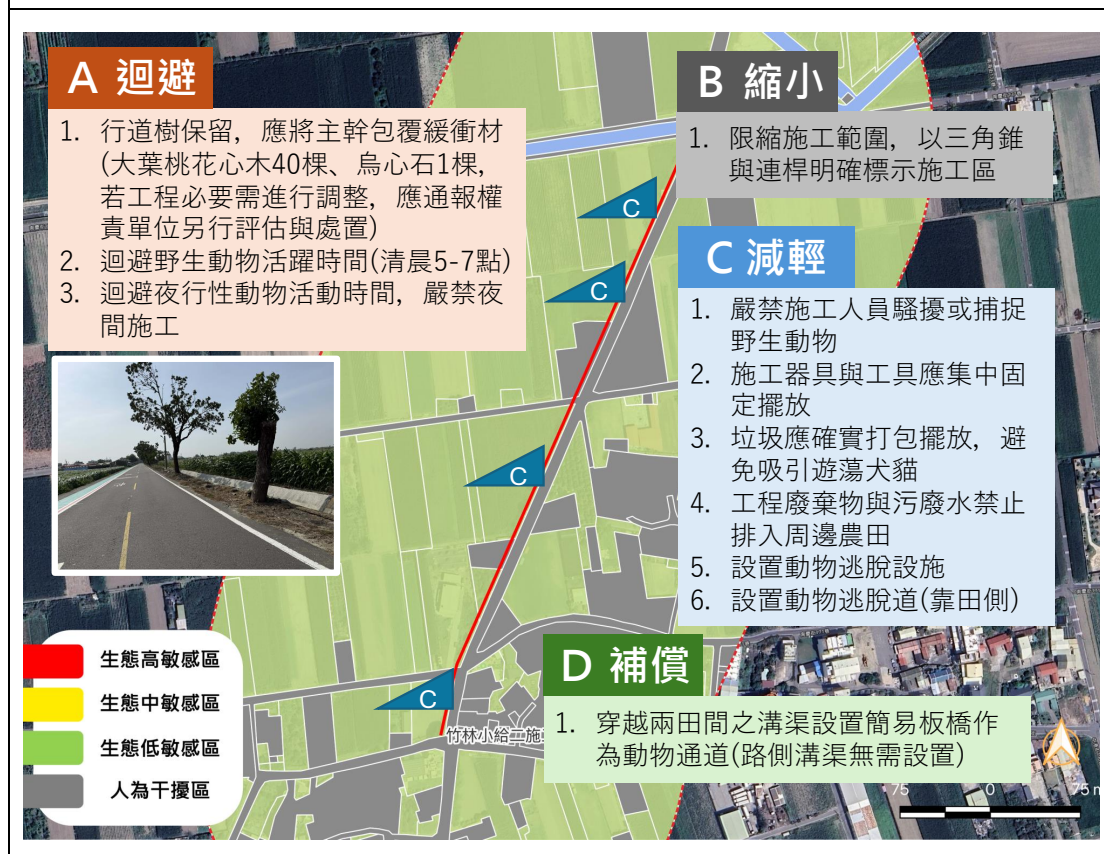 A 迴避
1. 行道樹保留，應將主幹包覆緩衝材
(大葉桃花心木40棵、烏心石1棵，
若工程必要需進行調整，應通報權
責單位另行評估與處置)
2. 迴避野生動物活躍時間(清晨5-7點)
3. 迴避夜行性動物活動時間，嚴禁夜
間施工
B 縮小
1. 限縮施工範圍，以三角錐
與連桿明確標示施工區
C 減輕
1. 嚴禁施工人員騷擾或捕捉
野生動物
2. 施工器具與工具應集中固
定擺放
3. 垃圾應確實打包擺放，避
免吸引遊蕩犬貓
4. 工程廢棄物與污廢水禁止
排入周邊農田
5. 設置動物逃脫設施
6. 設置動物逃脫道(靠田側)
C
C
C
C
D 補償
1. 穿越兩田間之溝渠設置簡易板橋作
為動物通道(路側溝渠無需設置)
生態高敏感區
生態中敏感區
生態低敏感區
人為干擾區
竹林小給二施
75 0 75 m